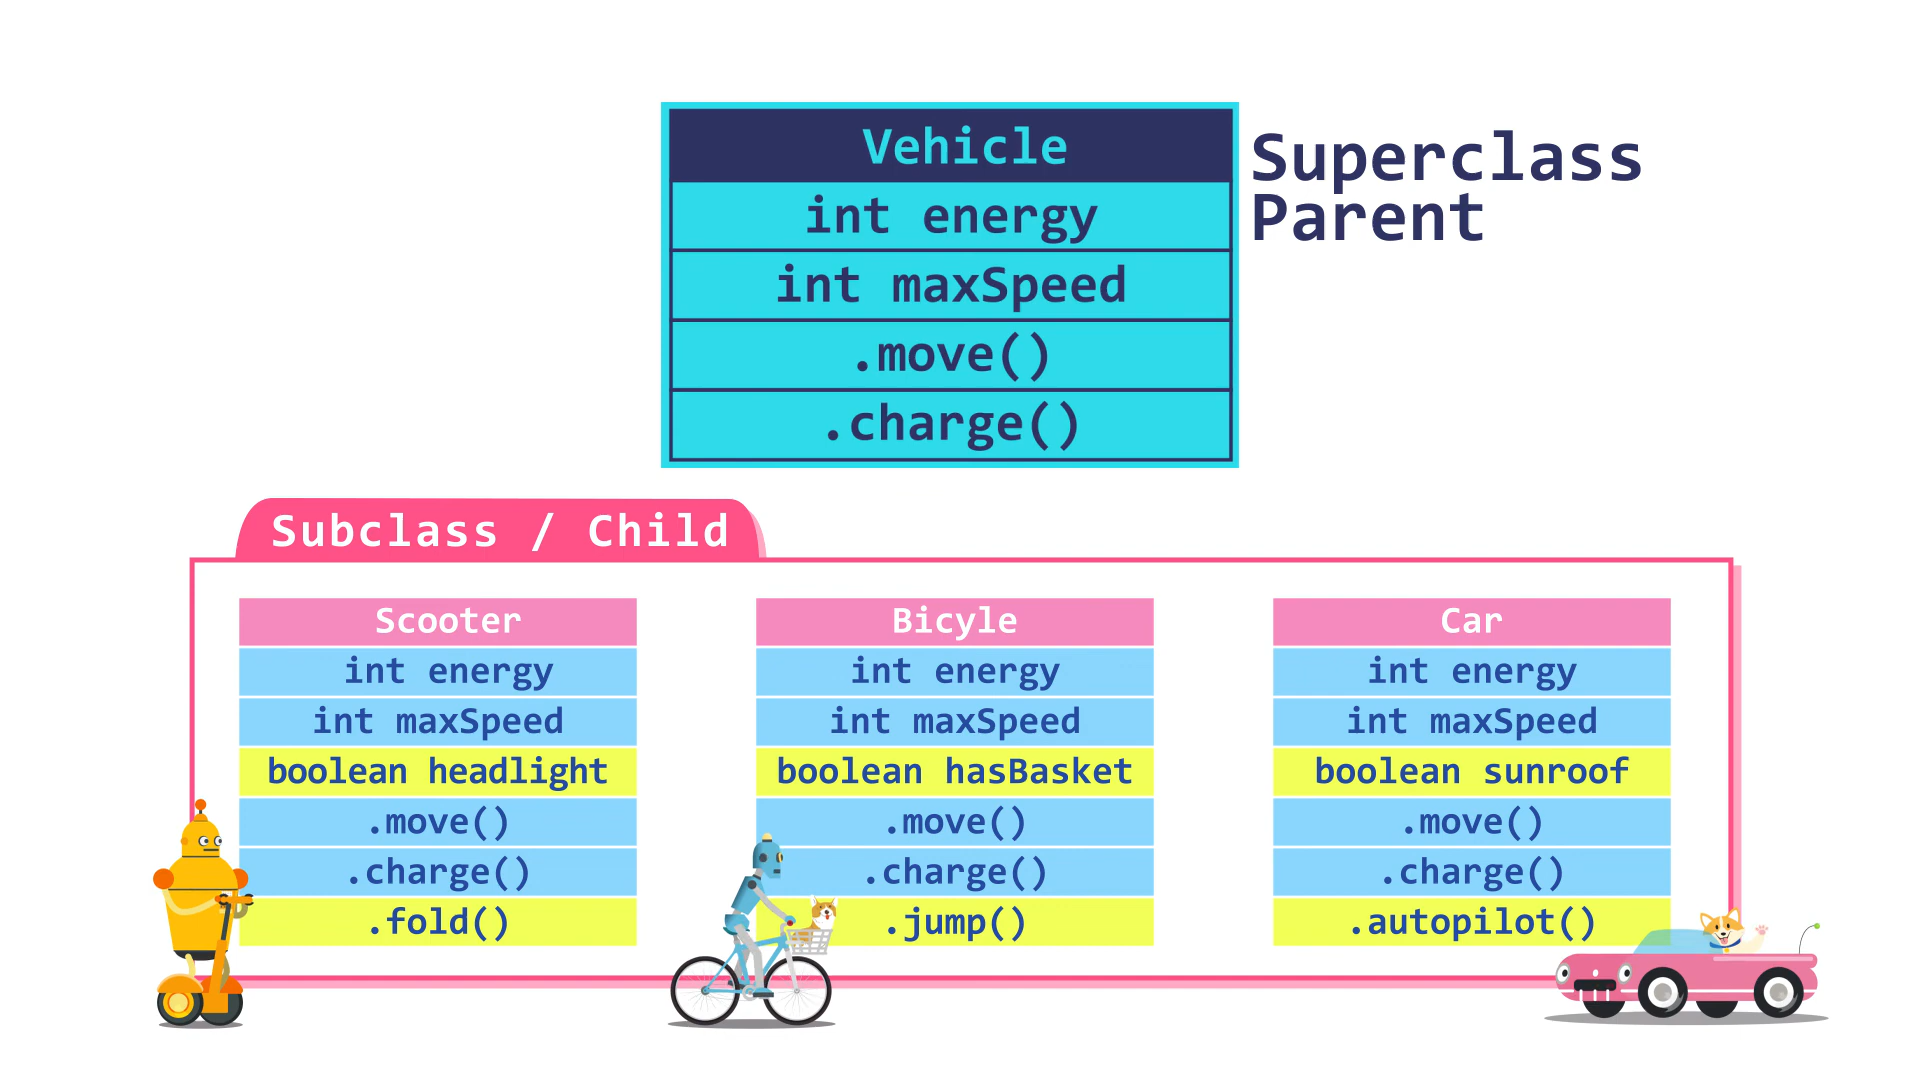 Vehicle
int energy
int maxSpeed
.move()
.charge()
Superclass
Parent
Subclass / Child
Scooter
int energy
int maxSpeed
boolean headlight
.move()
.charge()
.fold()
Bicyle
int energy
int maxSpeed
boolean hasBasket
.move()
.charge()
.jump()
Car
int energy
int maxSpeed
boolean sunroof
.move()
.charge()
.autopilot()